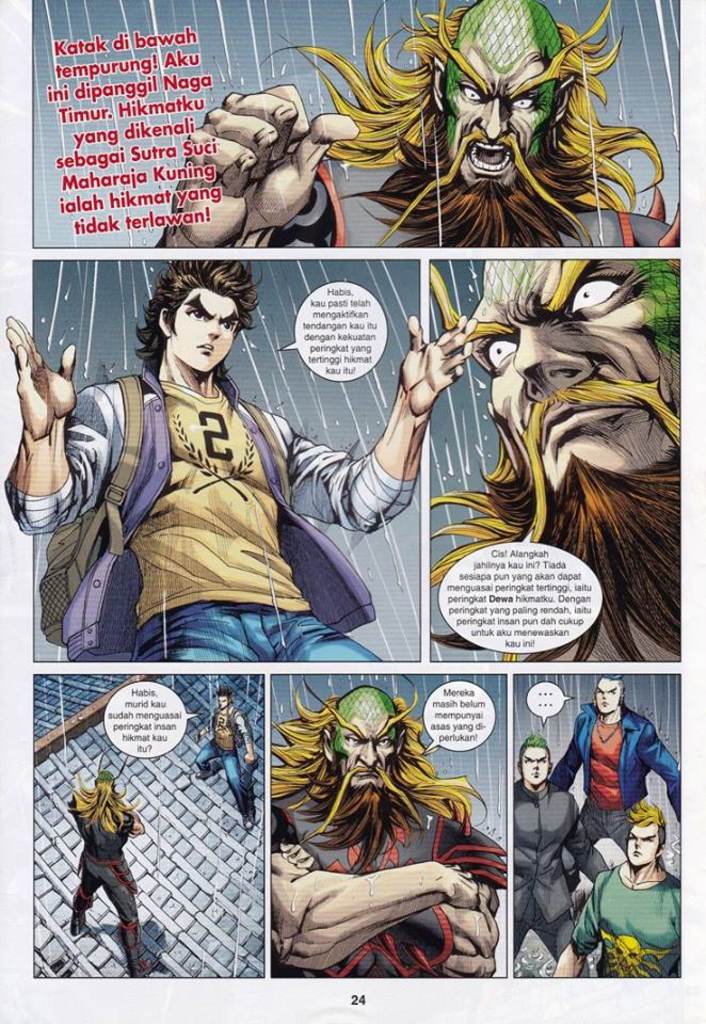 Katak di bawah
tempurung! Aku
ini dipanggil Naga
Timur. Hikmatku
yang dikenali
sebagai Sutra Suci
Maharaja Kuning
ialah hikmat yang
tidak terlawan!
Habis,
kau pasti telah
mengaktifkan
tendangan kau itu
dengan kekuatan
peringkat yang
tertinggi hikmat
kau itu!
2
Cis! Alangkah
jahilnya kau ini? Tiada
sesiapa pun yang akan dapat
menguasai peringkat tertinggi, iaitu
peringkat Dewa hikmatku. Dengan
peringkat yang paling rendah, iaitu
peringkat insan pun dah cukup
untuk aku menewaskan
kau ini!
Habis,
murid kau
sudah menguasai
peringkat insan
hikmat kau
itu?
Mereka
masih belum
mempunyai
asas yang di-
perlukan!
...
...
24